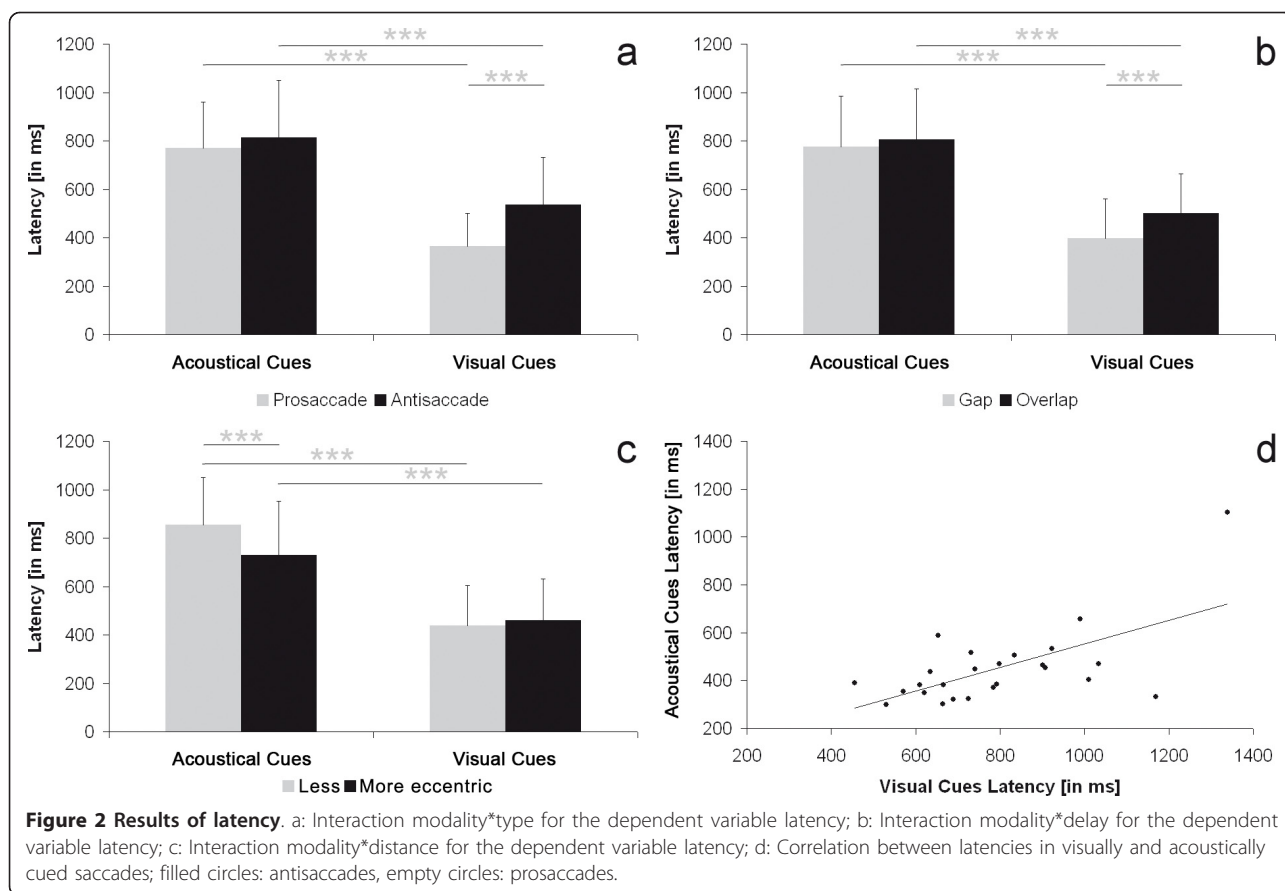 a
1200
1000
800
600
400
200
0
Latency [in ms]
***
***
***
Acoustical Cues Visual Cues
Prosaccade Antisaccade
b
1200
1000
800
600
400
200
0
Latency [in ms]
***
***
***
Acoustical Cues Visual Cues
Gap Overlap
c
1200
1000
800
600
400
200
0
Latency [in ms]
***
***
***
Acoustical Cues Visual Cues
Less More eccentric
d
1400
1200
1000
800
600
400
200
Acoustical Cues Latency [in ms]
200 400 600 800 1000 1200 1400
Visual Cues Latency [in ms]
Figure 2 Results of latency. a: Interaction modality*type for the dependent variable latency; b: Interaction modality*delay for the dependent
variable latency; c: Interaction modality*distance for the dependent variable latency; d: Correlation between latencies in visually and acoustically
cued saccades; filled circles: antisaccades, empty circles: prosaccades.